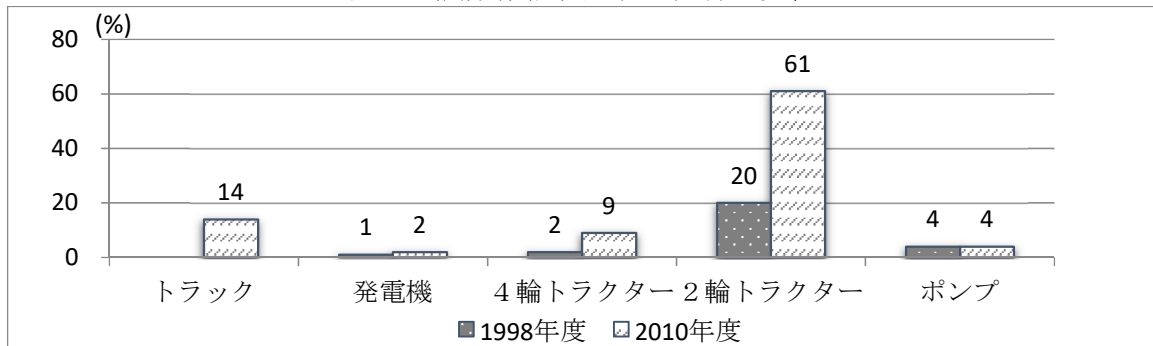 (%)
80
60
40
20
0
14
1
2
2
9
20
61
4
4
トラック
発電機
4輪トラクター
2輪トラクター
ポンプ
1998年度
2010年度